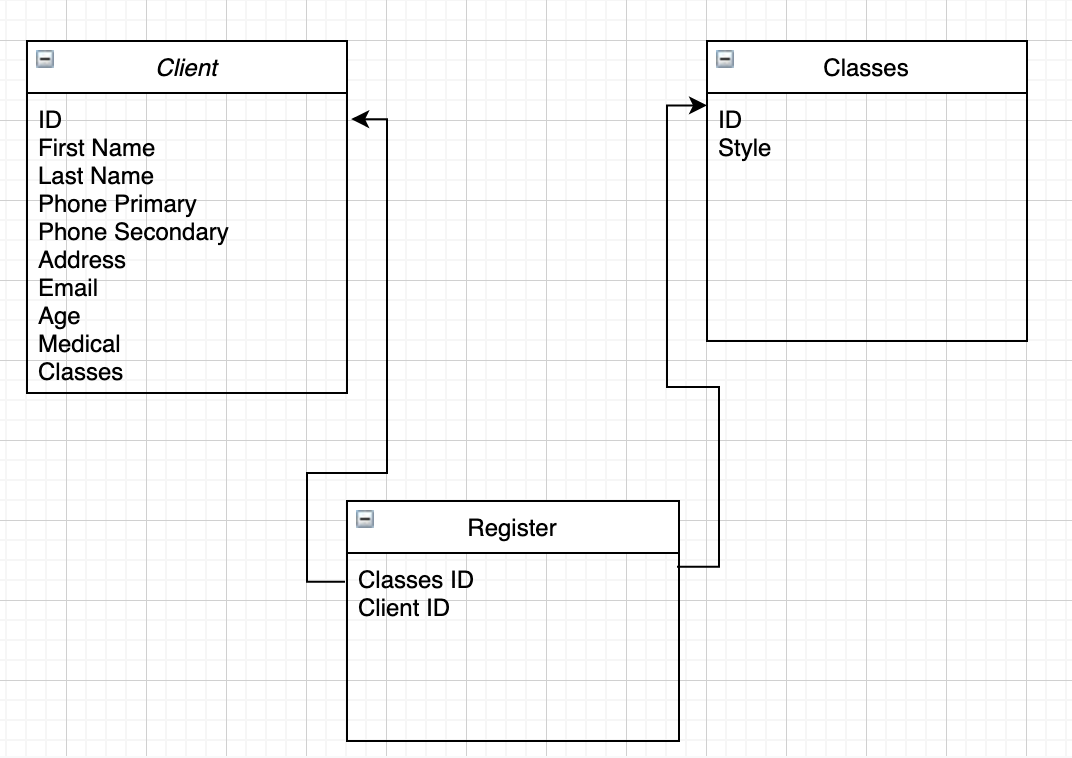 Client
ID
First Name
Last Name
Phone Primary
Phone Secondary
Address
Email
Age
Medical
Classes
Classes
ID
Style
Register
Classes ID
Client ID